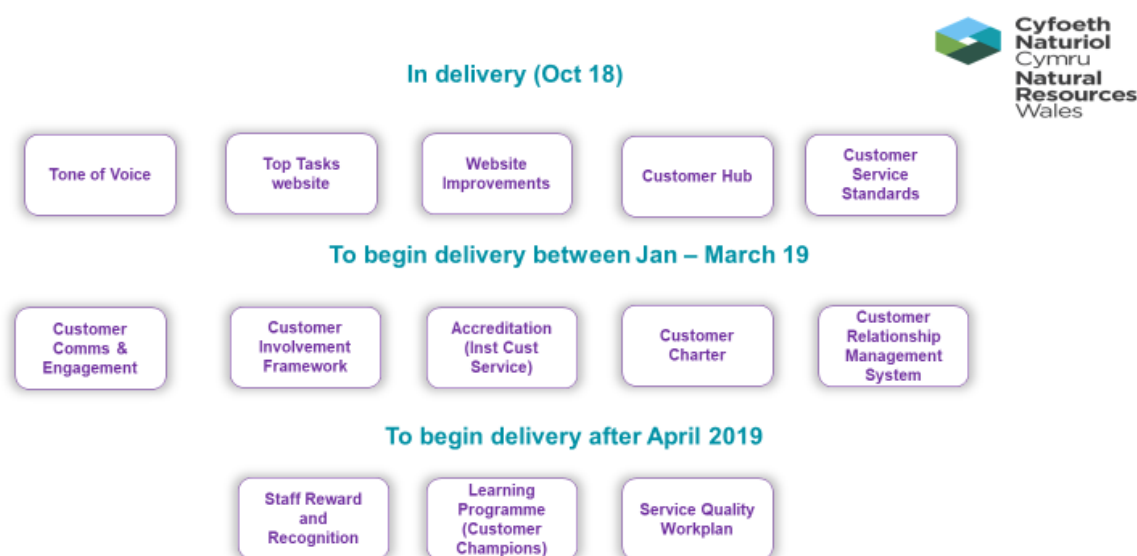 Cyfoeth
Naturiol
Cymru
Natural
Resources
Wales
In delivery (Oct 18)
Tone of Voice
Top Tasks
website
Website
Improvements
Customer Hub
Customer
Service
Standards
To begin delivery between Jan – March 19
Customer
Comms &
Engagement
Customer
Involvement
Framework
Accreditation
(Inst Cust
Service)
Customer
Charter
Customer
Relationship
Management
System
To begin delivery after April 2019
Staff Reward
and
Recognition
Learning
Programme
(Customer
Champions)
Service Quality
Workplan